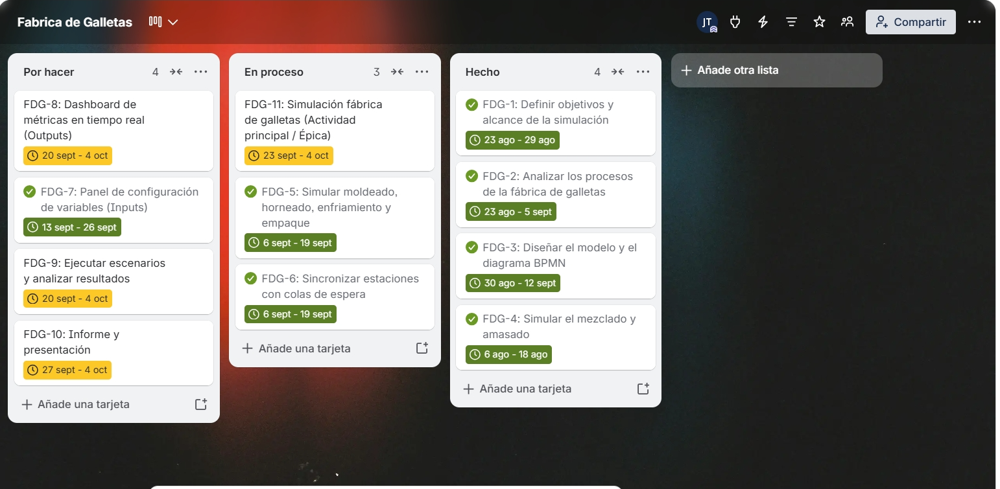 Fabrica de Galletas
JT
Compartir
Por hacer
4
FDG-8: Dashboard de
métricas en tiempo real
(Outputs)
20 sept - 4 oct
FDG-7: Panel de configuración
de variables (Inputs)
13 sept - 26 sept
FDG-9: Ejecutar escenarios
y analizar resultados
20 sept - 4 oct
FDG-10: Informe y
presentación
27 sept - 4 oct
Añade una tarjeta
En proceso
3
FDG-11: Simulación fábrica
de galletas (Actividad
principal / Épica)
23 sept - 4 oct
FDG-5: Simular moldeado,
horneado, enfriamiento y
empaque
6 sept - 19 sept
FDG-6: Sincronizar estaciones
con colas de espera
6 sept - 19 sept
Añade una tarjeta
Hecho
4
FDG-1: Definir objetivos y
alcance de la simulación
23 ago - 29 ago
FDG-2: Analizar los procesos
de la fábrica de galletas
23 ago - 5 sept
FDG-3: Diseñar el modelo y el
diagrama BPMN
30 ago - 12 sept
FDG-4: Simular el mezclado y
amasado
6 ago - 18 ago
Añade una tarjeta
Añade otra lista